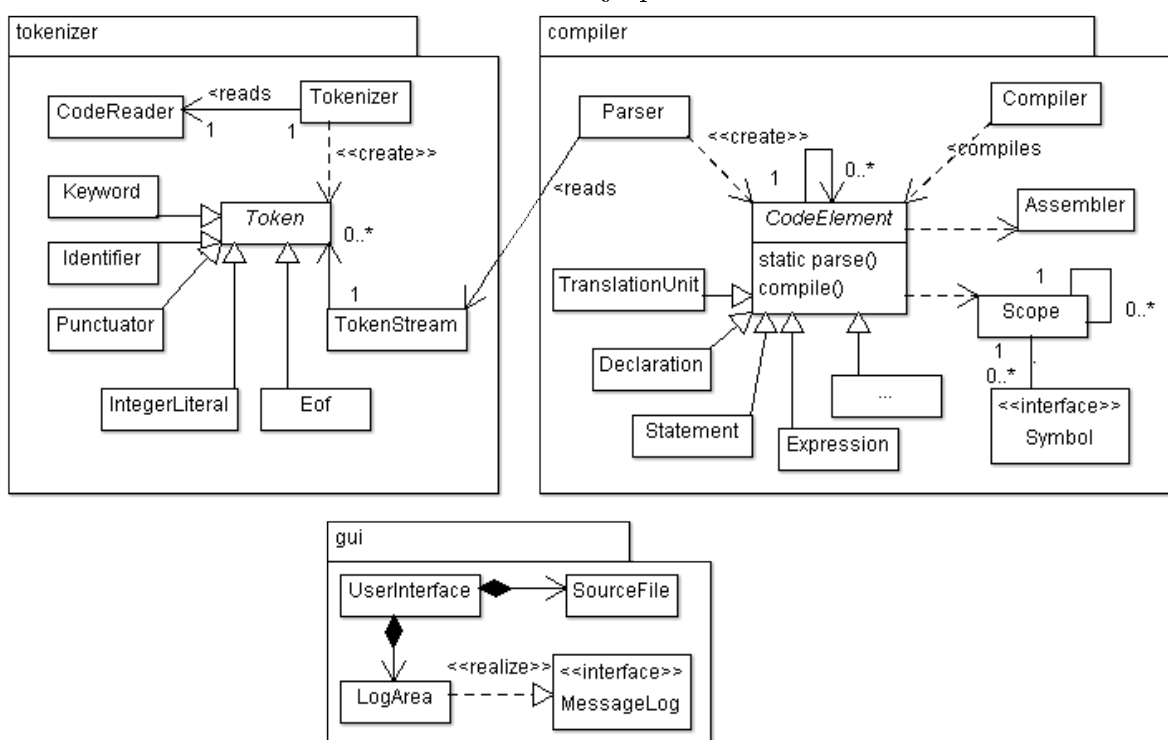 tokenizer
compiler
CodeReader
<reads
1
1
Tokenizer
<<create>>
Keyword
Token
0..*
Identifier
Punctuator
1
TokenStream
IntegerLiteral
Eof
Parser
<reads
<<create>>
1
0..*
Compiler
<compiles
CodeElement
static parse()
compile()
Assembler
TranslationUnit
Declaration
Statement
Expression
...
1
Scope
0..*
1
0..*
<<interface>>
Symbol
gui
UserInterface
SourceFile
LogArea
<<realize>>
<<interface>>
MessageLog